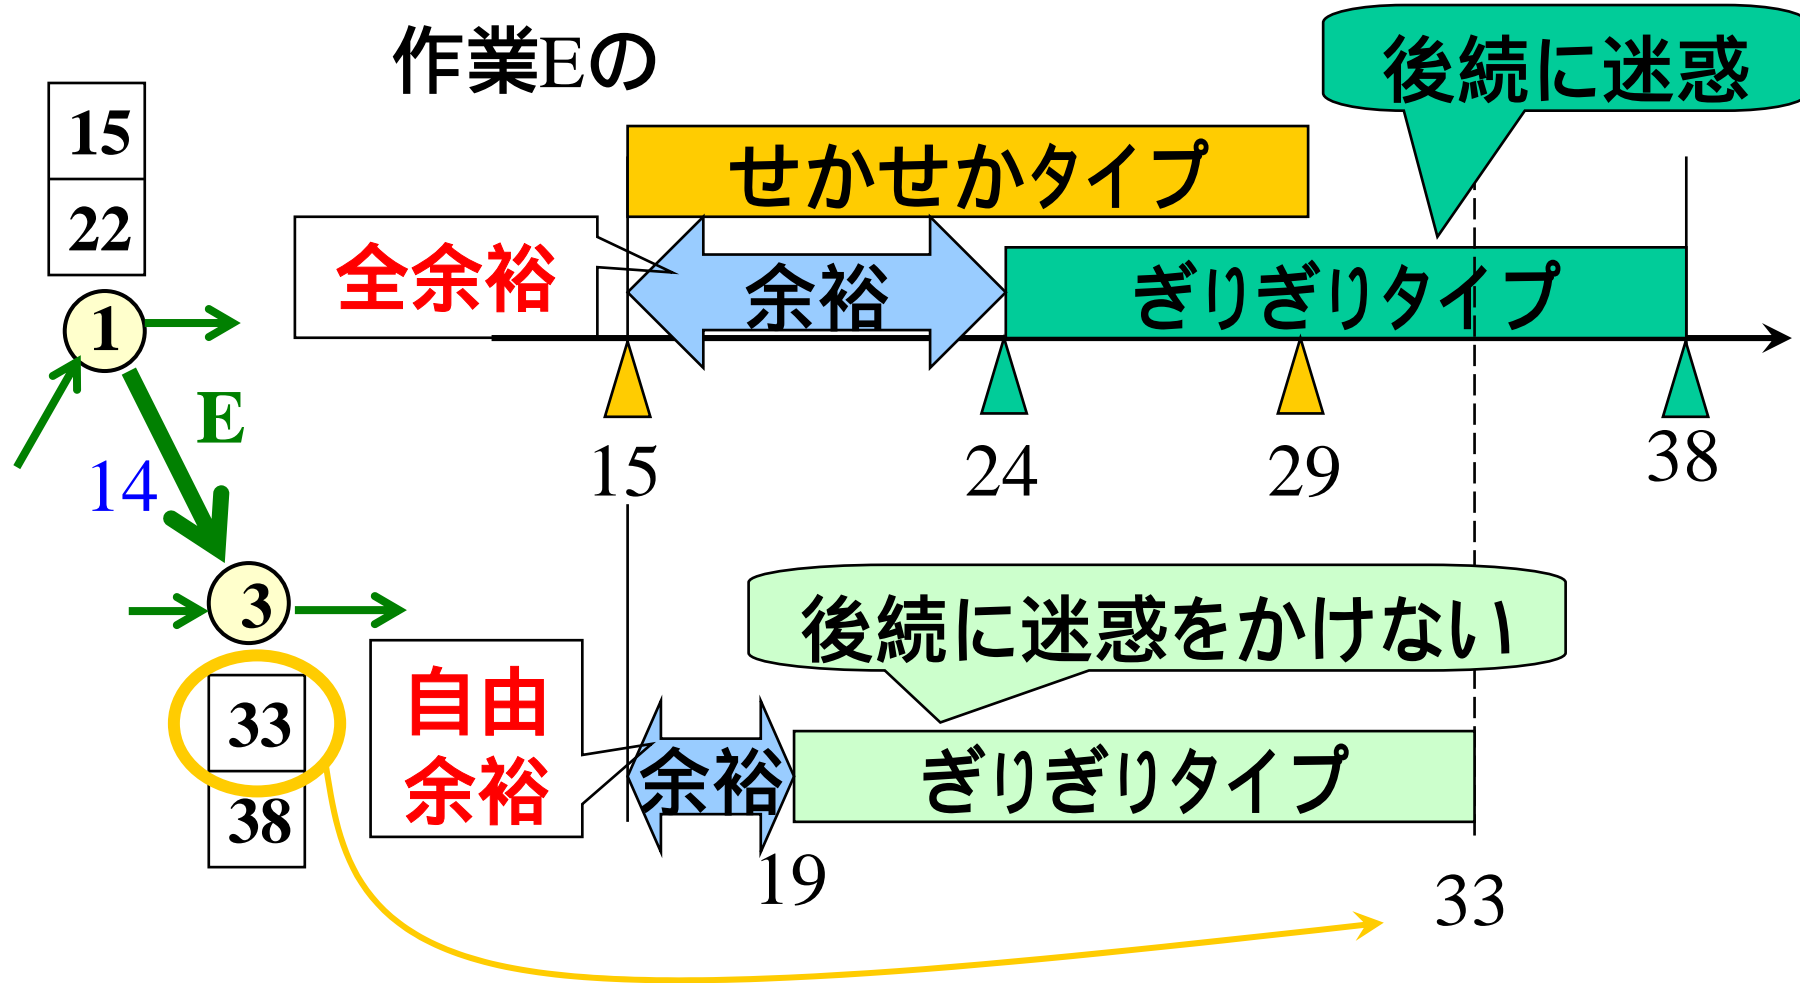 作業Eの
後続に迷惑
15
22
せかせかタイプ
全余裕
余裕
ぎりぎりタイプ
1
E
14
15
24
29
38
3
後続に迷惑をかけない
自由
余裕
余裕
ぎりぎりタイプ
33
38
19
33